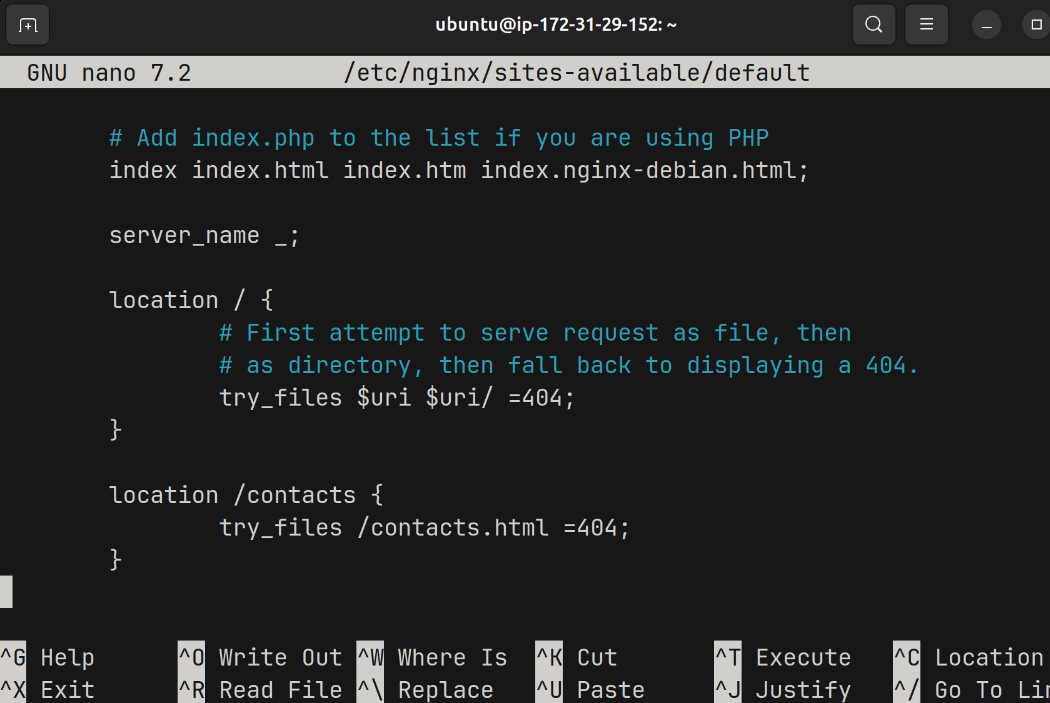 ubuntu@ip-172-31-29-152: ~
GNU nano 7.2 /etc/nginx/sites-available/default
# Add index.php to the list if you are using PHP
index index.html index.htm index.nginx-debian.html;
server_name _;
location / {
# First attempt to serve request as file, then
# as directory, then fall back to displaying a 404.
try_files $uri $uri/ =404;
}
location /contacts {
try_files /contacts.html =404;
}
^G Help ^O Write Out ^W Where Is ^K Cut ^T Execute ^C Location
^X Exit ^R Read File ^\ Replace ^U Paste ^J Justify ^/ Go To Lin